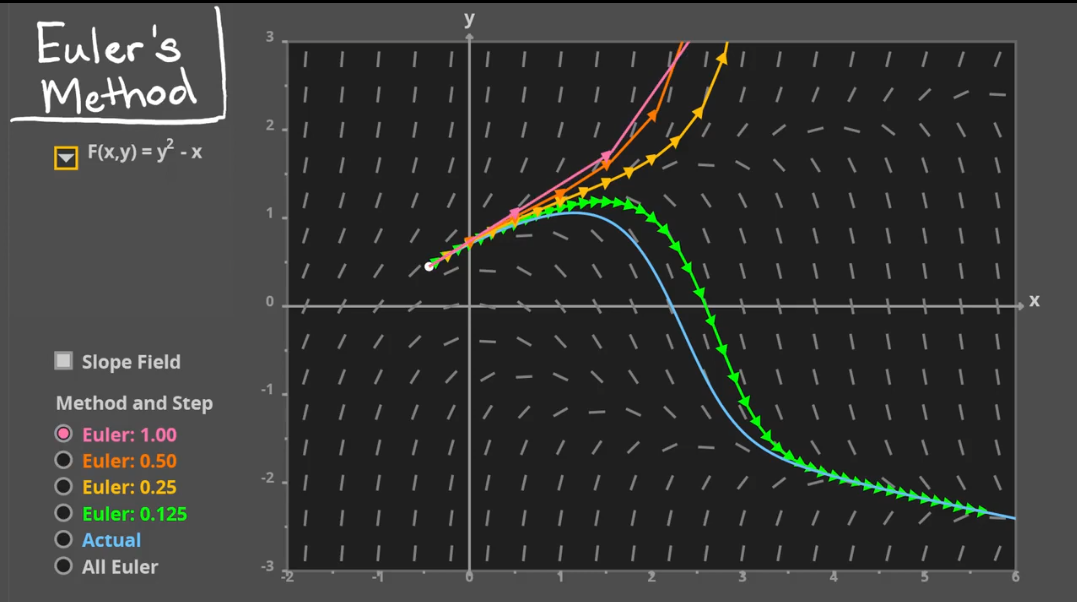 Euler's
Method
F(x,y) = y² - x
Slope Field
Method and Step
Euler: 1.00
Euler: 0.50
Euler: 0.25
Euler: 0.125
Actual
All Euler
y
3
2
1
0
-1
-2
-3
x
-2 -1 0 1 2 3 4 5 6